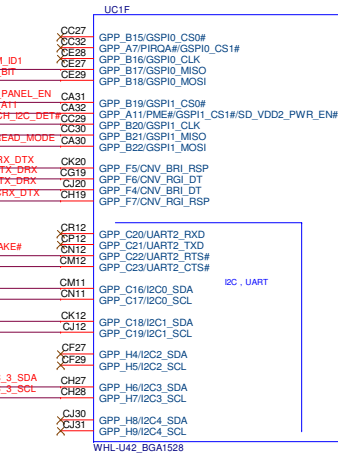 UC1F
CC27 GPP_B15/GSPI0_CS0#
CC32 GPP_A7/PIRQA#/GSPI0_CS1#
CE28 GPP_B16/GSPI0_CLK
_ID1 CE27 GPP_B17/GSPI0_MISO
BIT CE29 GPP_B18/GSPI0_MOSI
PANEL_EN CA31 GPP_B19/GSPI1_CS0#
CA32 GPP_A11/PME#/GSPI1_CS1#/SD_VDD2_PWR_EN#
CH_I2C_DET# CC29 GPP_B20/GSPI1_CLK
CC30 GPP_B21/GSPI1_MISO
READ_MODE CA30 GPP_B22/GSPI1_MOSI
RX_DTX CK20 GPP_F5/CNV_BRI_RSP
TX_DRX CG19 GPP_F6/CNV_RGI_DT
TX_DRX CJ20 GPP_F4/CNV_BRI_DT
RX_DTX CH19 GPP_F7/CNV_RGI_RSP
CR12 GPP_C20/UART2_RXD
CP12 GPP_C21/UART2_TXD
AKE# CN12 GPP_C22/UART2_RTS#
CM12 GPP_C23/UART2_CTS#
I2C , UART
CM11 GPP_C16/I2C0_SDA
CN11 GPP_C17/I2C0_SCL
CK12 GPP_C18/I2C1_SDA
CJ12 GPP_C19/I2C1_SCL
CF27 GPP_H4/I2C2_SDA
CF29 GPP_H5/I2C2_SCL
_3_SDA CH27 GPP_H6/I2C3_SDA
_3_SCL CH28 GPP_H7/I2C3_SCL
CJ30 GPP_H8/I2C4_SDA
CJ31 GPP_H9/I2C4_SCL
WHL-U42_BGA1528